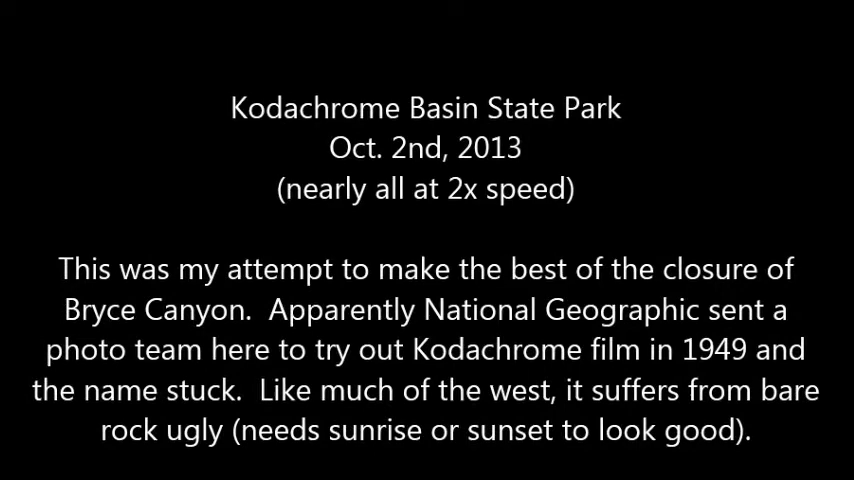 Kodachrome Basin State Park
Oct. 2nd, 2013
(nearly all at 2x speed)
This was my attempt to make the best of the closure of
Bryce Canyon.  Apparently National Geographic sent a
photo team here to try out Kodachrome film in 1949 and
the name stuck.  Like much of the west, it suffers from bare
rock ugly (needs sunrise or sunset to look good).